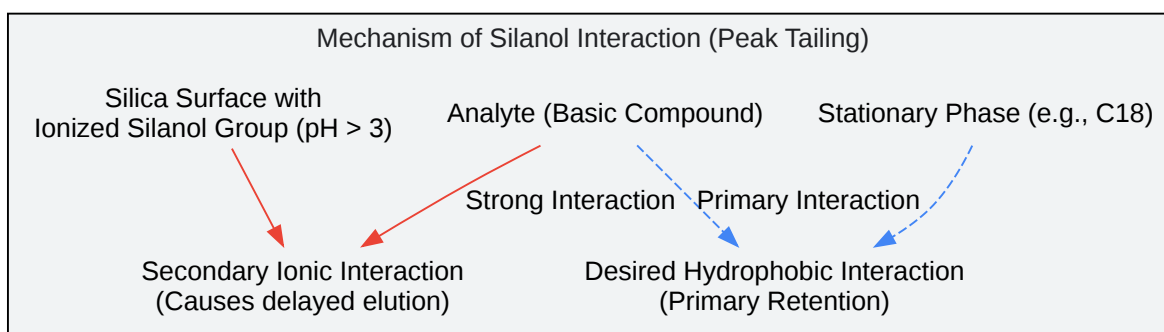 Mechanism of Silanol Interaction (Peak Tailing)
Silica Surface with
Ionized Silanol Group (pH > 3)
Analyte (Basic Compound)
Stationary Phase (e.g., C18)
Strong Interaction
Primary Interaction
Secondary Ionic Interaction
(Causes delayed elution)
Desired Hydrophobic Interaction
(Primary Retention)